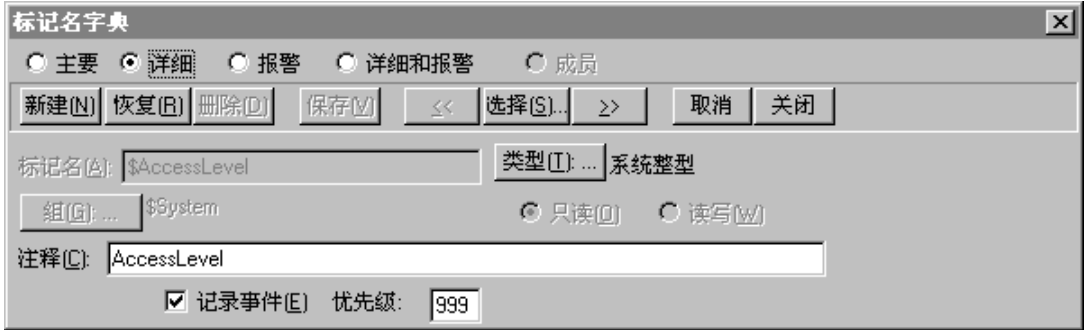 标记名字典
主要 详细 报警 详细和报警 成员
新建(N) 恢复(R) 删除(D) 保存(V) << 选择(S)... >> 取消 关闭
标记名(A): $AccessLevel 类型(T): ... 系统整型
组(G): ... $System 只读(O) 读写(W)
注释(C): AccessLevel
记录事件(E) 优先级: 999